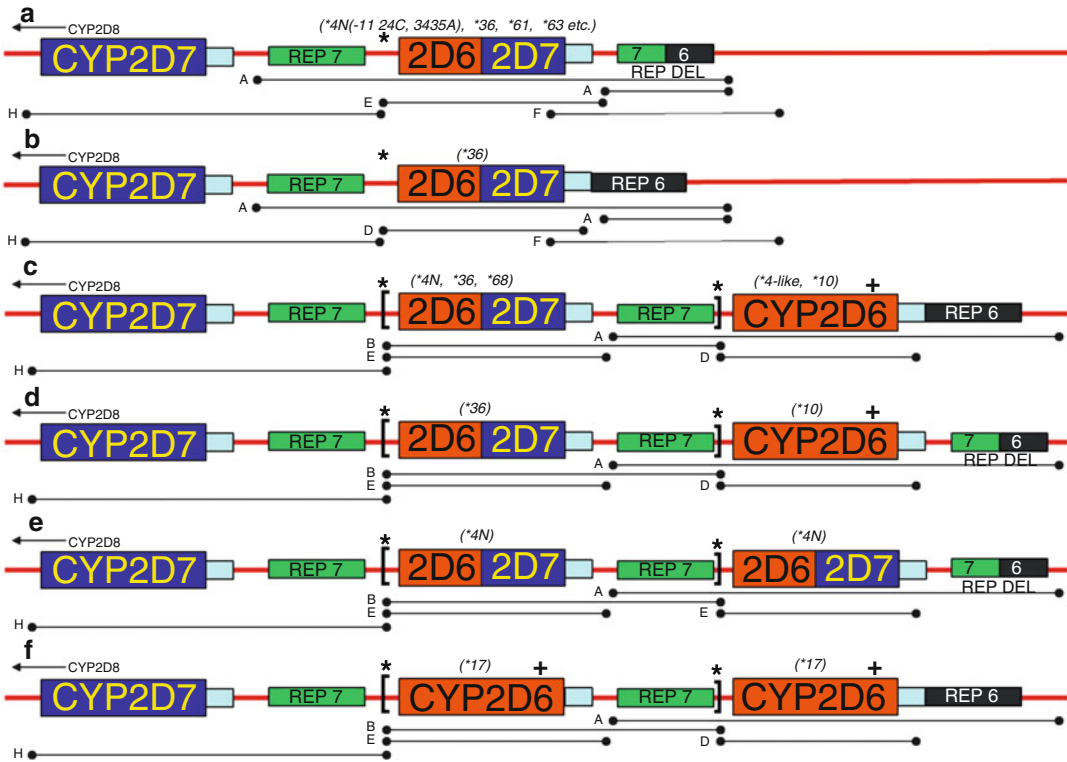 a
CYP2D8
(*4N(-11 24C, 3435A), *36, *61, *63 etc.)
*
CYP2D7
REP 7
2D6 2D7
7 6
REP DEL
A
A
E
H
F
b
CYP2D8
*
(*36)
CYP2D7
REP 7
2D6 2D7
REP 6
A
A
D
H
F
c
CYP2D8
*
(*4N, *36, *68)
*
(*4-like, *10)
+
CYP2D7
REP 7
[
2D6 2D7
REP 7
]
CYP2D6
REP 6
A
B
E
D
H
d
CYP2D8
*
(*36)
*
(*10)
+
CYP2D7
REP 7
[
2D6 2D7
REP 7
]
CYP2D6
7 6
REP DEL
A
B
E
D
H
e
CYP2D8
*
(*4N)
*
(*4N)
CYP2D7
REP 7
[
2D6 2D7
REP 7
]
2D6 2D7
7 6
REP DEL
A
B
E
E
H
f
CYP2D8
*
(*17)
+
*
(*17)
+
CYP2D7
REP 7
[
CYP2D6
REP 7
]
CYP2D6
REP 6
A
B
E
D
H